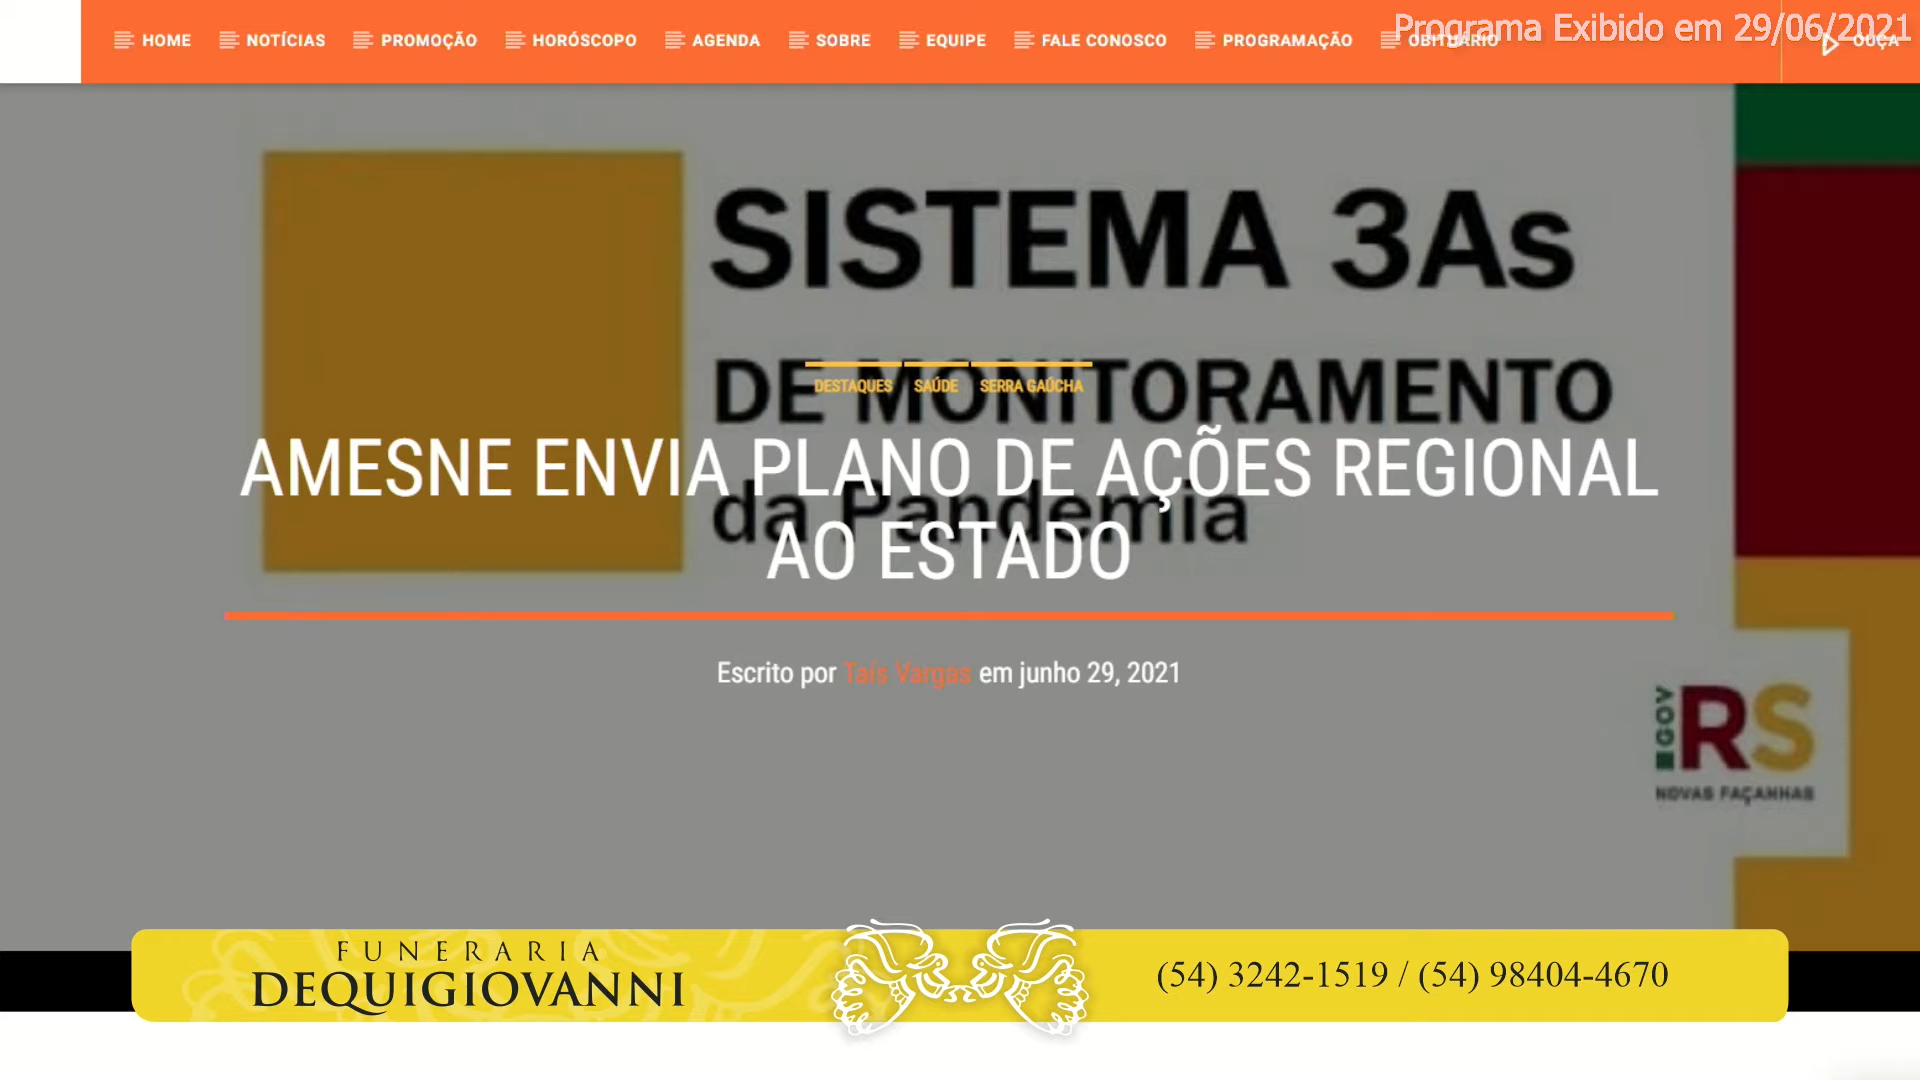 Programa Exibido em 29/06/2021
HOME NOTÍCIAS PROMOÇÃO HORÓSCOPO AGENDA SOBRE EQUIPE FALE CONOSCO PROGRAMAÇÃO OBITUÁRIO OUÇA
SISTEMA 3As
DE MONITORAMENTO
da Pandemia
DESTAQUES SAÚDE SERRA GAÚCHA
AMESNE ENVIA PLANO DE AÇÕES REGIONAL
AO ESTADO
Escrito por Taís Vargas em junho 29, 2021
GOV
RS
NOVAS FAÇANHAS
FUNERARIA
DEQUIGIOVANNI
(54) 3242-1519 / (54) 98404-4670